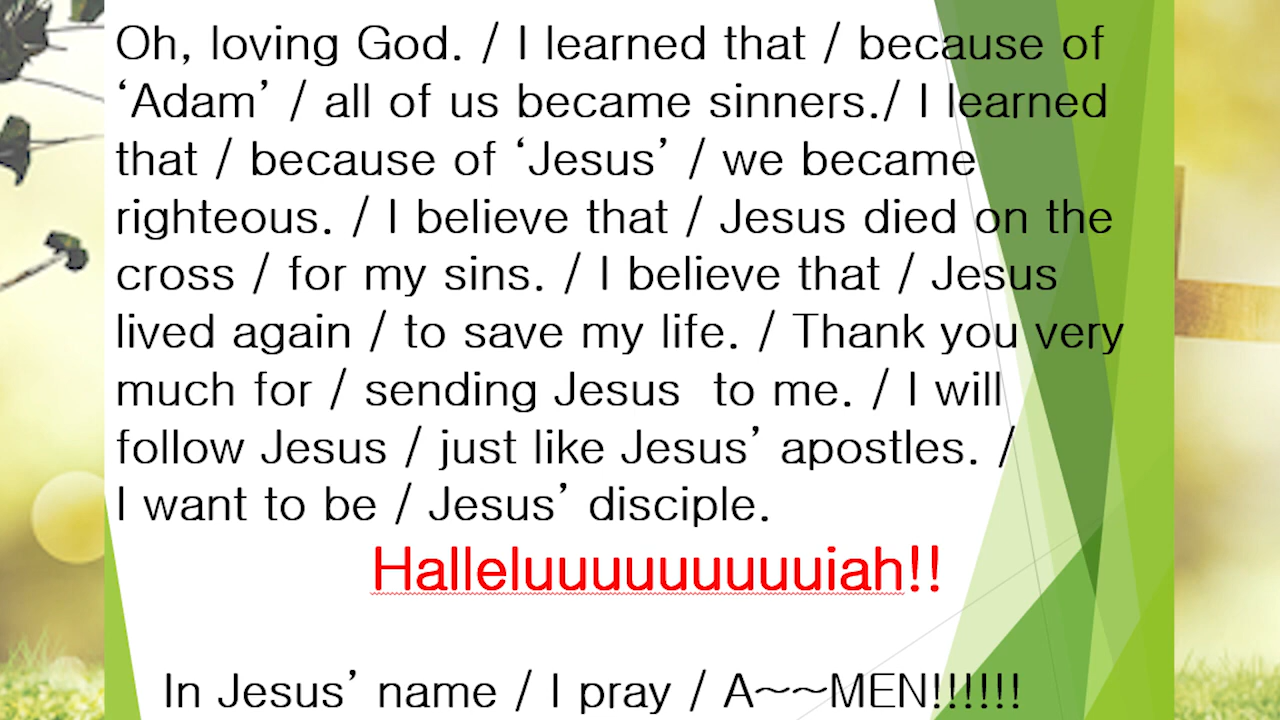 Oh, loving God. / I learned that / because of
‘Adam’ / all of us became sinners./ I learned
that / because of ‘Jesus’ / we became
righteous. / I believe that / Jesus died on the
cross / for my sins. / I believe that / Jesus
lived again / to save my life. / Thank you very
much for / sending Jesus  to me. / I will
follow Jesus / just like Jesus’ apostles. /
I want to be / Jesus’ disciple.
Halleluuuuuuuuuuiah!!
In Jesus’ name / I pray / A~~MEN!!!!!!